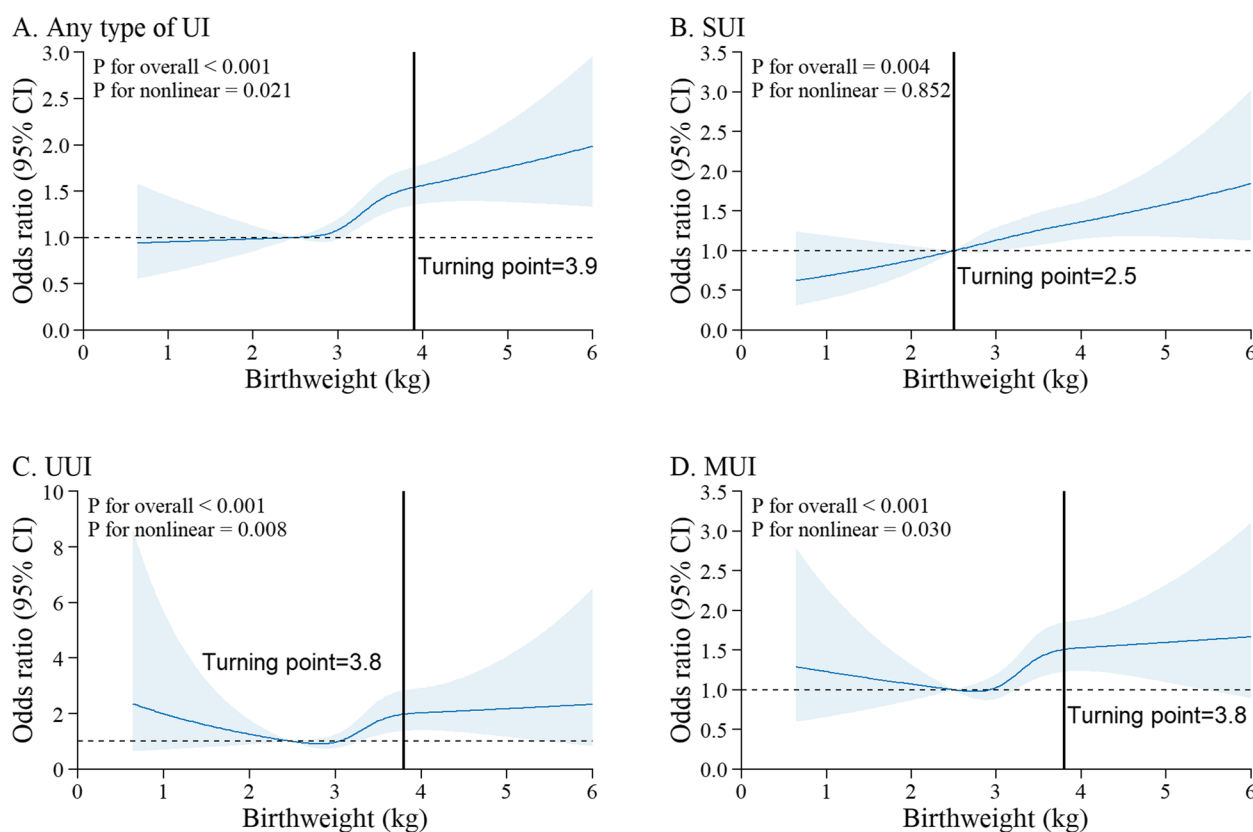 A. Any type of UI
P for overall < 0.001
P for nonlinear = 0.021
Odds ratio (95% CI)
3.0
2.5
2.0
1.5
1.0
0.5
0.0
Turning point=3.9
0 1 2 3 4 5 6
Birthweight (kg)
B. SUI
P for overall = 0.004
P for nonlinear = 0.852
Odds ratio (95% CI)
3.5
3.0
2.5
2.0
1.5
1.0
0.5
0.0
Turning point=2.5
0 1 2 3 4 5 6
Birthweight (kg)
C. UUI
P for overall < 0.001
P for nonlinear = 0.008
Odds ratio (95% CI)
10
8
6
4
2
0
Turning point=3.8
0 1 2 3 4 5 6
Birthweight (kg)
D. MUI
P for overall < 0.001
P for nonlinear = 0.030
Odds ratio (95% CI)
3.5
3.0
2.5
2.0
1.5
1.0
0.5
0.0
Turning point=3.8
0 1 2 3 4 5 6
Birthweight (kg)